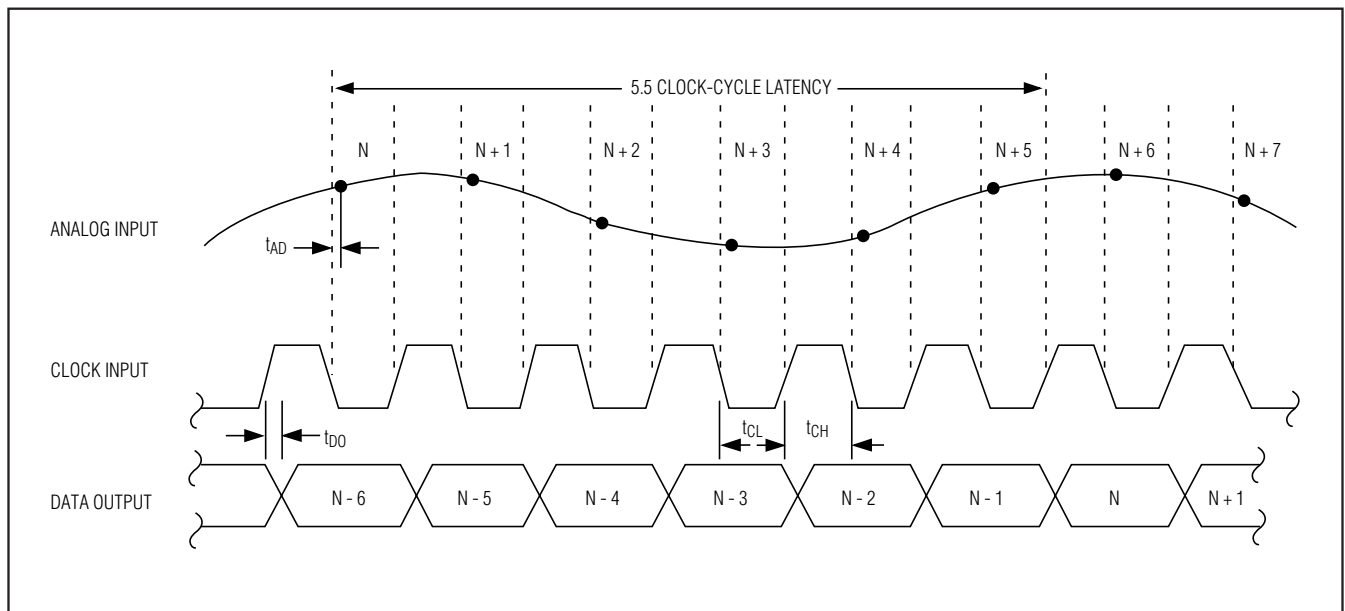 5.5 CLOCK-CYCLE LATENCY
N N + 1 N + 2 N + 3 N + 4 N + 5 N + 6 N + 7
ANALOG INPUT
tAD
CLOCK INPUT
tDO tCL tCH
DATA OUTPUT N - 6 N - 5 N - 4 N - 3 N - 2 N - 1 N N + 1